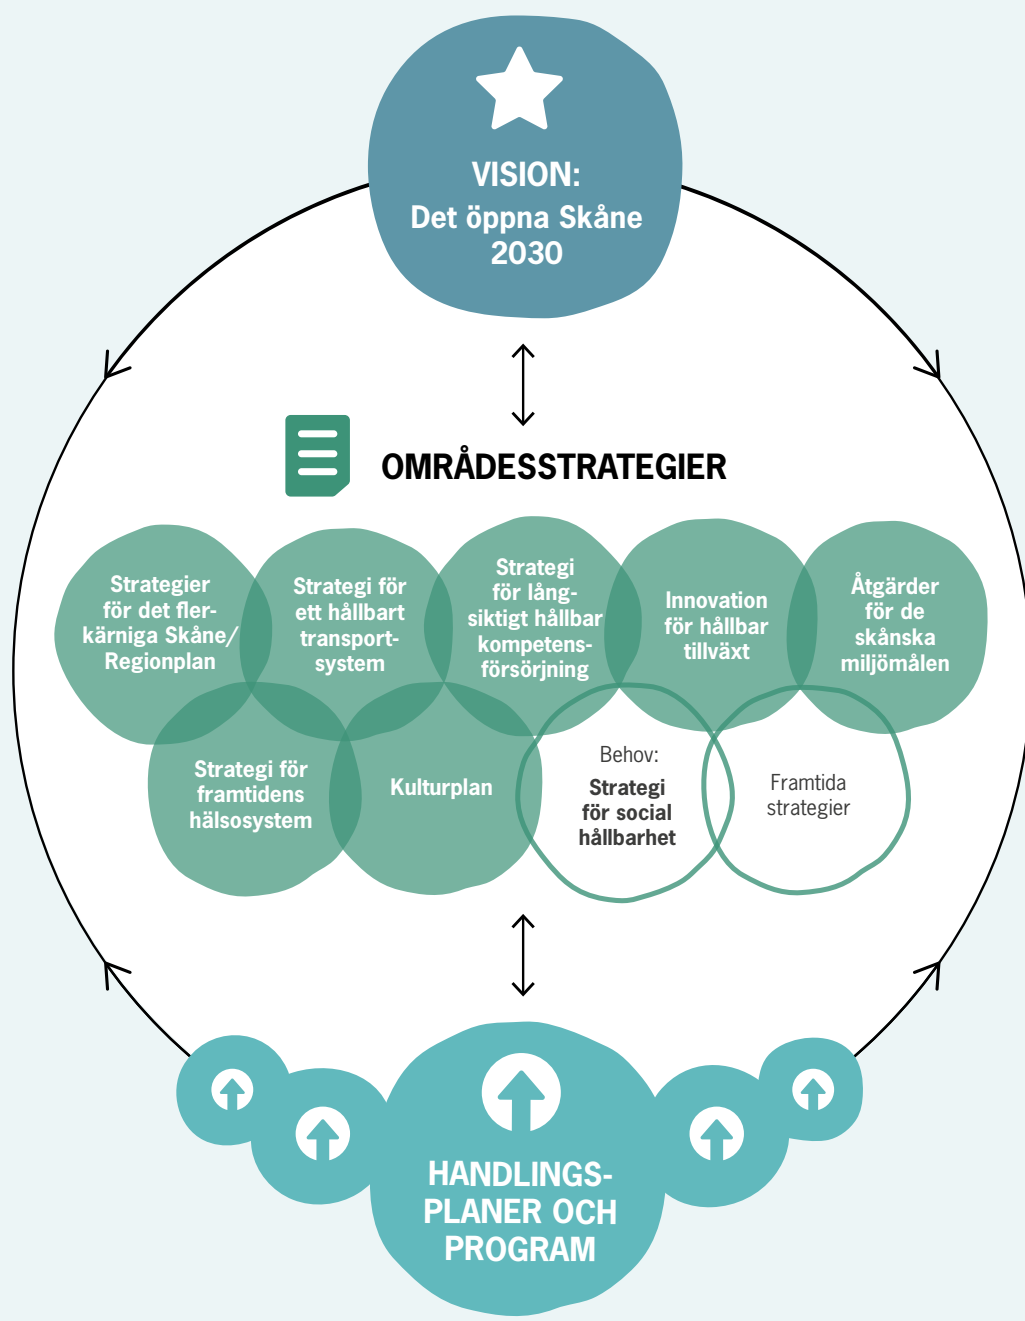 VISION:
Det öppna Skåne
2030
OMRÅDESSTRATEGIER
Strategier
för det fler-
kärniga Skåne/
Regionplan
Strategi för
ett hållbart
transport-
system
Strategi
för lång-
siktigt hållbar
kompetens-
försörjning
Innovation
för hållbar
tillväxt
Åtgärder
för de
skånska
miljömålen
Strategi för
framtidens
hälsosystem
Kulturplan
Behov:
Strategi
för social
hållbarhet
Framtida
strategier
HANDLINGS-
PLANER OCH
PROGRAM